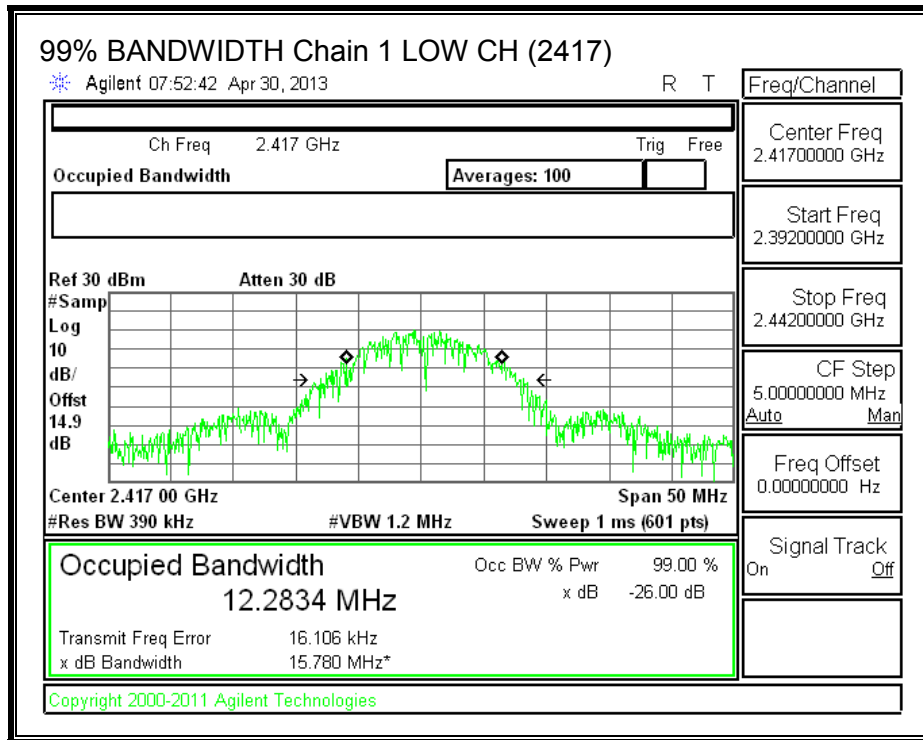 99% BANDWIDTH Chain 1 LOW CH (2417)
Agilent 07:52:42 Apr 30, 2013 R T
Ch Freq 2.417 GHz Trig Free
Occupied Bandwidth Averages: 100
Ref 30 dBm Atten 30 dB
#Samp
Log
10
dB/
Offst
14.9
dB
Center 2.417 00 GHz Span 50 MHz
#Res BW 390 kHz #VBW 1.2 MHz Sweep 1 ms (601 pts)
Occupied Bandwidth Occ BW % Pwr 99.00 %
12.2834 MHz x dB -26.00 dB
Transmit Freq Error 16.106 kHz
x dB Bandwidth 15.780 MHz*
Copyright 2000-2011 Agilent Technologies
Freq/Channel
Center Freq
2.41700000 GHz
Start Freq
2.39200000 GHz
Stop Freq
2.44200000 GHz
CF Step
5.00000000 MHz
Auto Man
Freq Offset
0.00000000 Hz
Signal Track
On Off